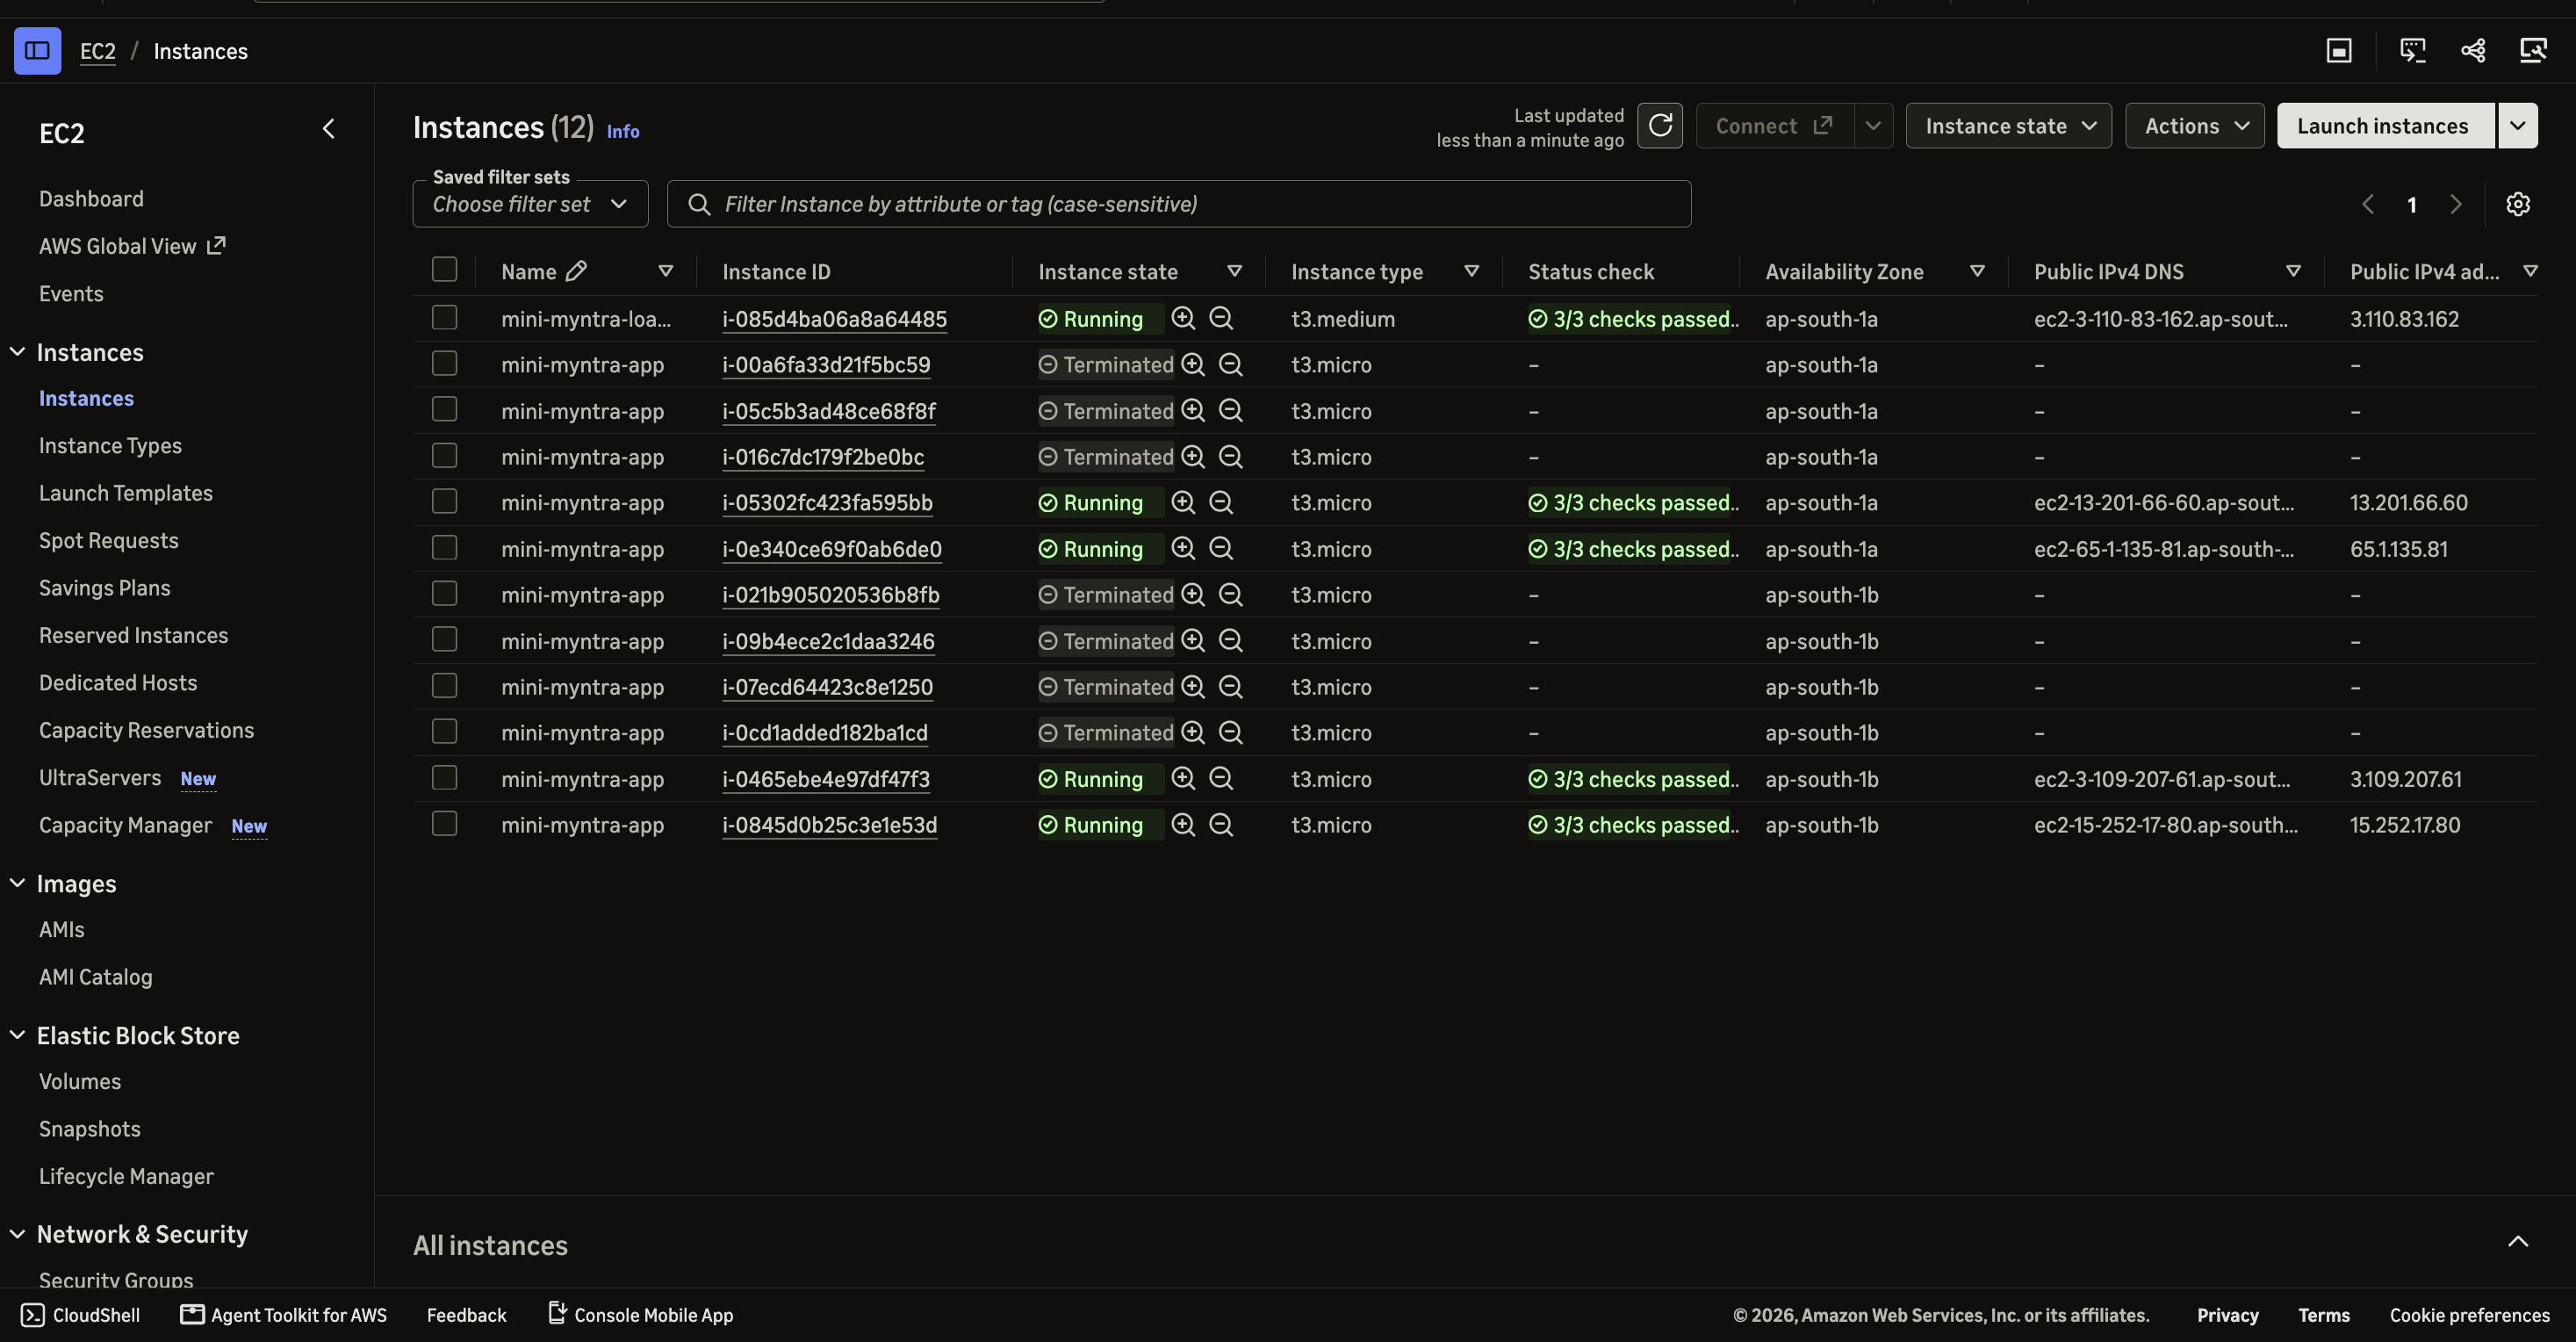 EC2 / Instances
EC2
Dashboard
AWS Global View
Events
Instances
Instances
Instance Types
Launch Templates
Spot Requests
Savings Plans
Reserved Instances
Dedicated Hosts
Capacity Reservations
UltraServers New
Capacity Manager New
Images
AMIs
AMI Catalog
Elastic Block Store
Volumes
Snapshots
Lifecycle Manager
Network & Security
Security Groups
Instances (12) Info
Last updated
less than a minute ago
Connect
Instance state
Actions
Launch instances
Saved filter sets
Choose filter set
Filter Instance by attribute or tag (case-sensitive)
1
Name Instance ID Instance state Instance type Status check Availability Zone Public IPv4 DNS Public IPv4 ad...
mini-myntra-loa... i-085d4ba06a8a64485 Running t3.medium 3/3 checks passed.. ap-south-1a ec2-3-110-83-162.ap-sout... 3.110.83.162
mini-myntra-app i-00a6fa33d21f5bc59 Terminated t3.micro – ap-south-1a – –
mini-myntra-app i-05c5b3ad48ce68f8f Terminated t3.micro – ap-south-1a – –
mini-myntra-app i-016c7dc179f2be0bc Terminated t3.micro – ap-south-1a – –
mini-myntra-app i-05302fc423fa595bb Running t3.micro 3/3 checks passed.. ap-south-1a ec2-13-201-66-60.ap-sout... 13.201.66.60
mini-myntra-app i-0e340ce69f0ab6de0 Running t3.micro 3/3 checks passed.. ap-south-1a ec2-65-1-135-81.ap-south-... 65.1.135.81
mini-myntra-app i-021b905020536b8fb Terminated t3.micro – ap-south-1b – –
mini-myntra-app i-09b4ece2c1daa3246 Terminated t3.micro – ap-south-1b – –
mini-myntra-app i-07ecd64423c8e1250 Terminated t3.micro – ap-south-1b – –
mini-myntra-app i-0cd1added182ba1cd Terminated t3.micro – ap-south-1b – –
mini-myntra-app i-0465ebe4e97df47f3 Running t3.micro 3/3 checks passed.. ap-south-1b ec2-3-109-207-61.ap-sout... 3.109.207.61
mini-myntra-app i-0845d0b25c3e1e53d Running t3.micro 3/3 checks passed.. ap-south-1b ec2-15-252-17-80.ap-south... 15.252.17.80
All instances
CloudShell Agent Toolkit for AWS Feedback Console Mobile App © 2026, Amazon Web Services, Inc. or its affiliates. Privacy Terms Cookie preferences